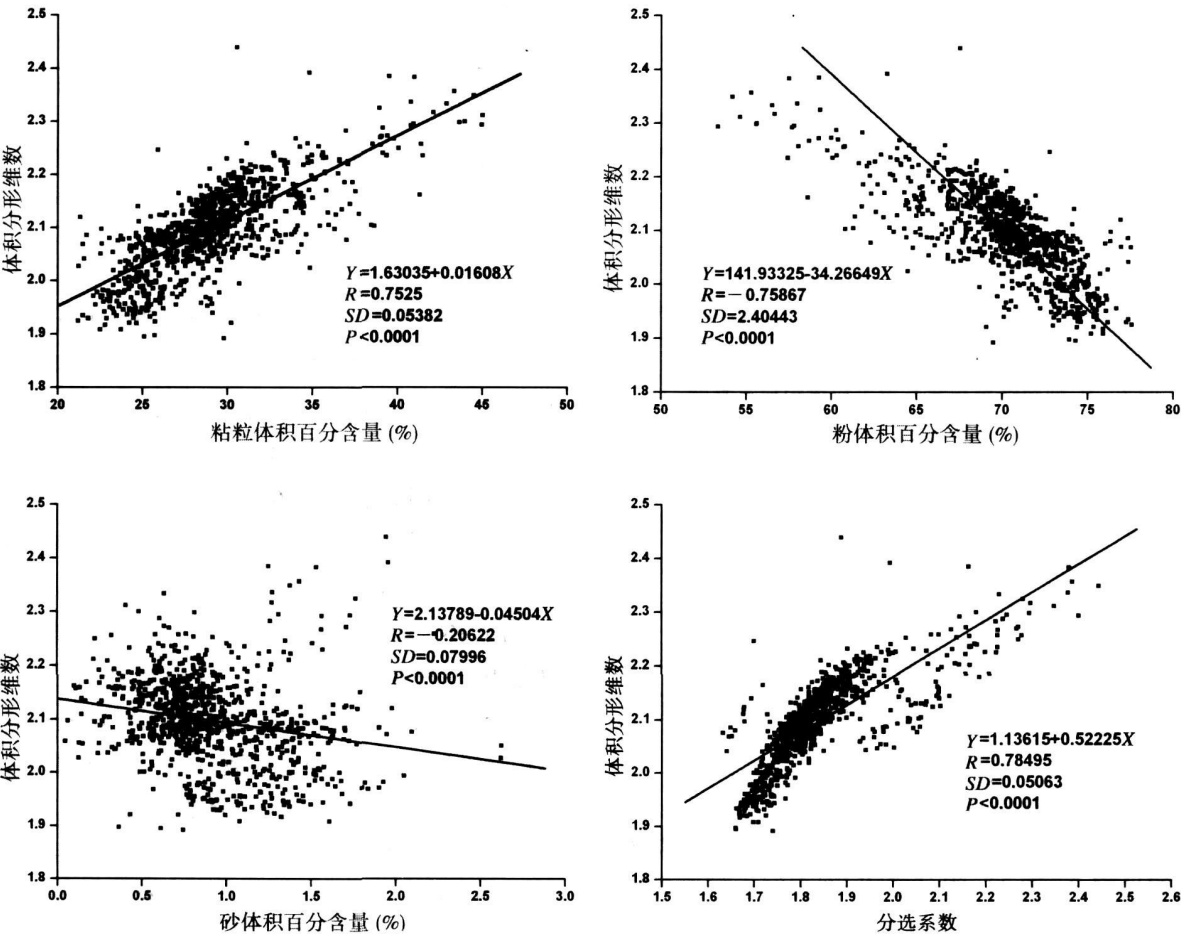 2.5
2.4
2.3
2.2
2.1
2.0
1.9
1.8
体积分形维数
Y=1.63035+0.01608X
R=0.7525
SD=0.05382
P<0.0001
20 25 30 35 40 45 50
粘粒体积百分含量 (%)
2.5
2.4
2.3
2.2
2.1
2.0
1.9
1.8
体积分形维数
Y=141.93325-34.26649X
R=-0.75867
SD=2.40443
P<0.0001
50 55 60 65 70 75 80
粉体积百分含量 (%)
2.5
2.4
2.3
2.2
2.1
2.0
1.9
1.8
体积分形维数
Y=2.13789-0.04504X
R=-0.20622
SD=0.07996
P<0.0001
0.0 0.5 1.0 1.5 2.0 2.5 3.0
砂体积百分含量 (%)
2.5
2.4
2.3
2.2
2.1
2.0
1.9
1.8
体积分形维数
Y=1.13615+0.52225X
R=0.78495
SD=0.05063
P<0.0001
1.5 1.6 1.7 1.8 1.9 2.0 2.1 2.2 2.3 2.4 2.5 2.6
分选系数